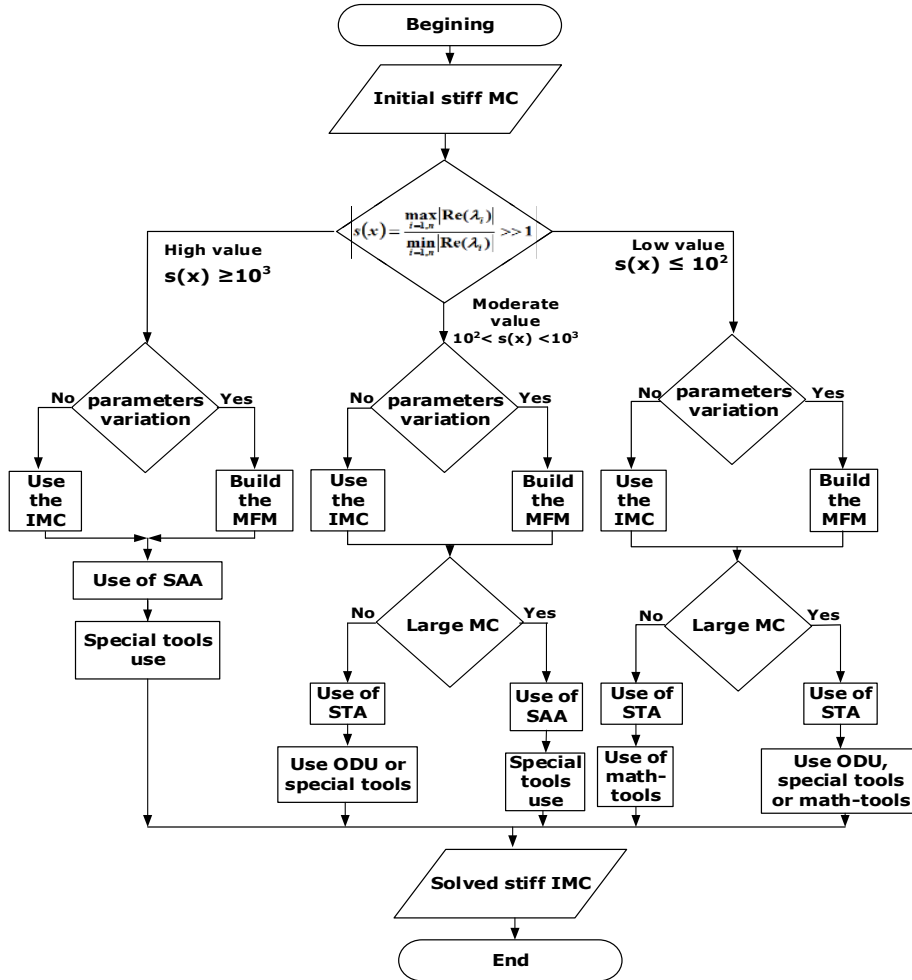 Begining
Initial stiff MC
s(x) = max i=1,n |Re(λi)| / min i=1,n |Re(λi)| >> 1
High value
s(x) ≥10³
Moderate
value
10²< s(x) <10³
Low value
s(x) ≤ 10²
No
parameters
variation
Yes
No
parameters
variation
Yes
No
parameters
variation
Yes
Use
the
IMC
Build
the
MFM
Use
the
IMC
Build
the
MFM
Use
the
IMC
Build
the
MFM
Use of SAA
Special tools
use
No
Large MC
Yes
No
Large MC
Yes
Use of
STA
Use of
SAA
Use of
STA
Use of
STA
Use ODU or
special tools
Special
tools
use
Use of
math-
tools
Use ODU,
special tools
or math-tools
Solved stiff IMC
End